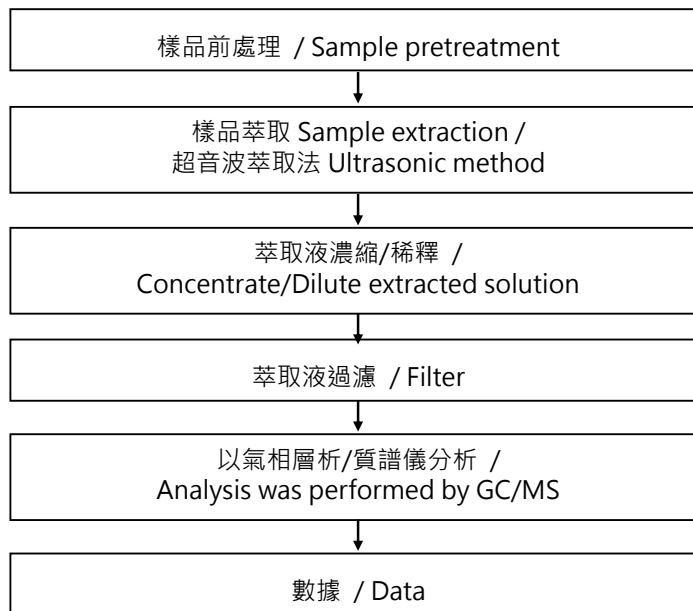 樣品前處理 / Sample pretreatment
樣品萃取 Sample extraction /
超音波萃取法 Ultrasonic method
萃取液濃縮/稀釋 /
Concentrate/Dilute extracted solution
萃取液過濾 / Filter
以氣相層析/質譜儀分析 /
Analysis was performed by GC/MS
數據 / Data